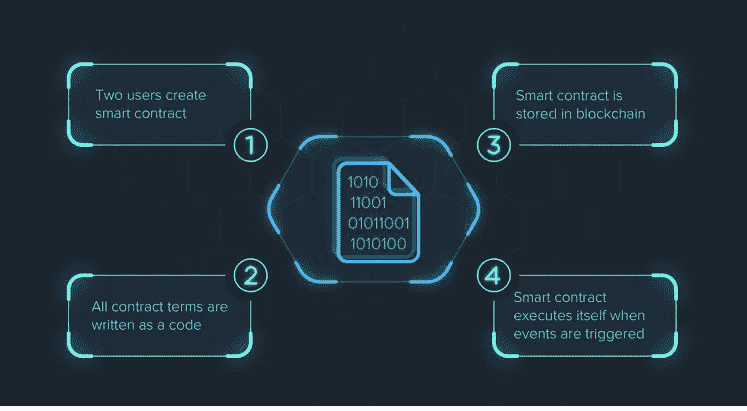 Two users create
smart contract
1
All contract terms are
written as a code
2
1010
11001
01011001
1010100
Smart contract is
stored in blockchain
3
Smart contract
executes itself when
events are triggered
4